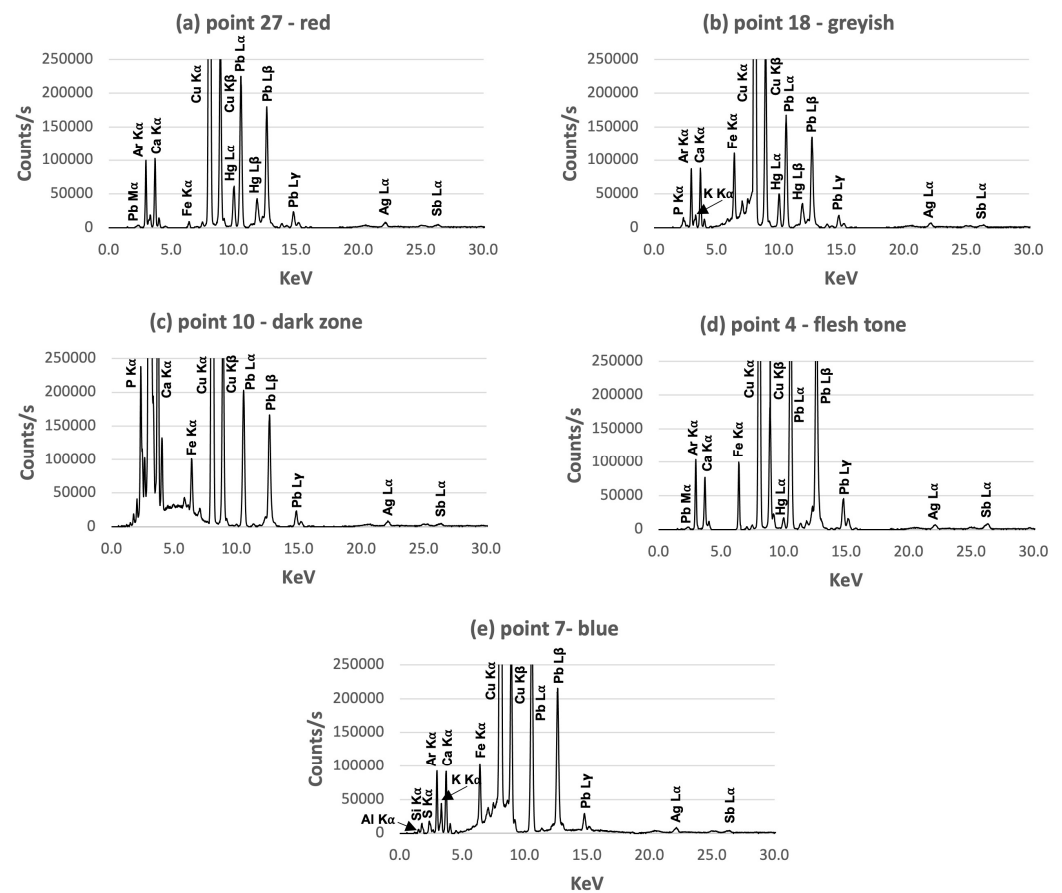 (a) point 27 - red
Counts/s
250000
200000
150000
100000
50000
0
Pb Mα
Ar Kα
Ca Kα
Fe Kα
Cu Kα
Cu Kβ
Hg Lα
Pb Lα
Hg Lβ
Pb Lβ
Pb Lγ
Ag Lα
Sb Lα
0.0 5.0 10.0 15.0 20.0 25.0 30.0
KeV
(b) point 18 - greyish
Counts/s
250000
200000
150000
100000
50000
0
P Kα
Ar Kα
Ca Kα
K Kα
Fe Kα
Cu Kα
Cu Kβ
Hg Lα
Pb Lα
Hg Lβ
Pb Lβ
Pb Lγ
Ag Lα
Sb Lα
0.0 5.0 10.0 15.0 20.0 25.0 30.0
KeV
(c) point 10 - dark zone
Counts/s
250000
200000
150000
100000
50000
0
P Kα
Ca Kα
Fe Kα
Cu Kα
Cu Kβ
Pb Lα
Pb Lβ
Pb Lγ
Ag Lα
Sb Lα
0.0 5.0 10.0 15.0 20.0 25.0 30.0
KeV
(d) point 4 - flesh tone
Counts/s
250000
200000
150000
100000
50000
0
Pb Mα
Ar Kα
Ca Kα
Fe Kα
Cu Kα
Cu Kβ
Hg Lα
Pb Lα
Pb Lβ
Pb Lγ
Ag Lα
Sb Lα
0.0 5.0 10.0 15.0 20.0 25.0 30.0
KeV
(e) point 7- blue
Counts/s
250000
200000
150000
100000
50000
0
Al Kα
Si Kα
S Kα
Ar Kα
Ca Kα
K Kα
Fe Kα
Cu Kα
Cu Kβ
Pb Lα
Pb Lβ
Pb Lγ
Ag Lα
Sb Lα
0.0 5.0 10.0 15.0 20.0 25.0 30.0
KeV